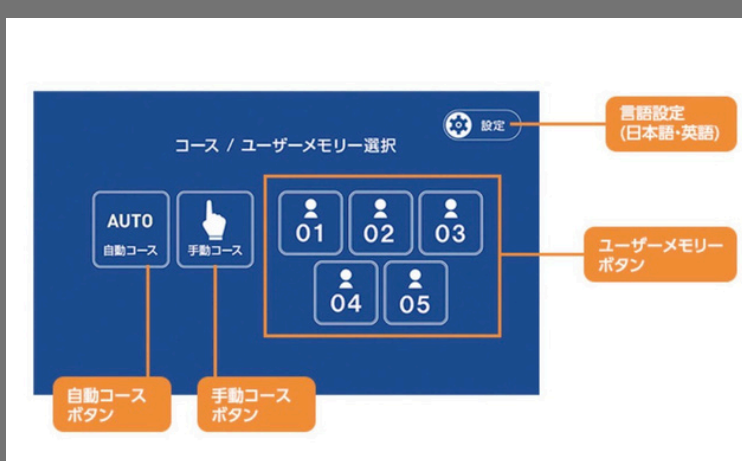 言語設定
(日本語・英語)
設定
コース / ユーザーメモリー選択
AUTO
自動コース
手動コース
01
02
03
04
05
ユーザーメモリー
ボタン
自動コース
ボタン
手動コース
ボタン